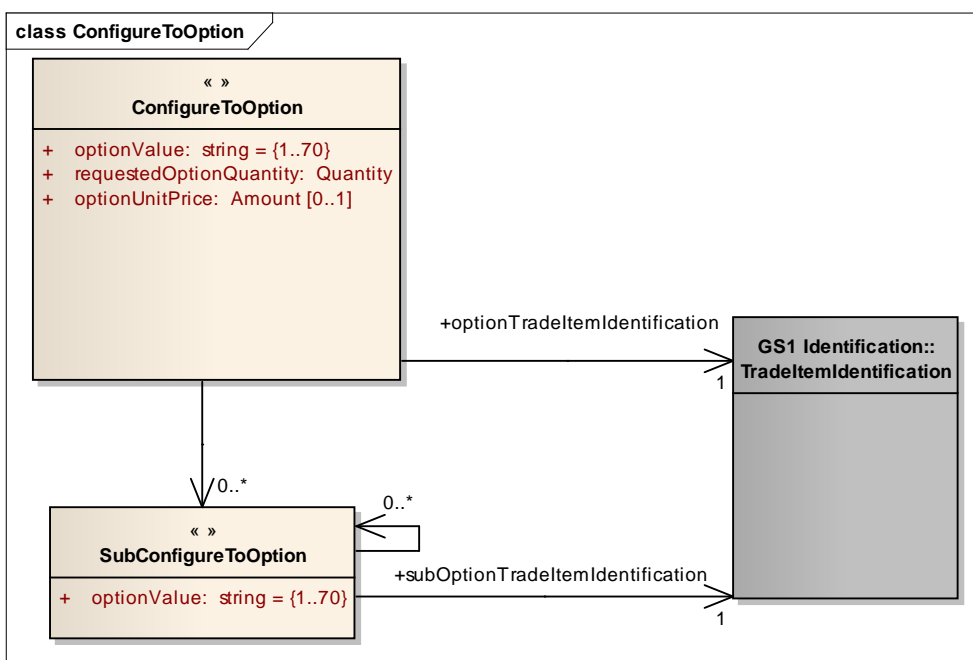 class ConfigureToOption
« »
ConfigureToOption
+ optionValue: string = {1..70}
+ requestedOptionQuantity: Quantity
+ optionUnitPrice: Amount [0..1]
+optionTradeItemIdentification
1
GS1 Identification::
TradeItemIdentification
0..*
0..*
« »
SubConfigureToOption
+ optionValue: string = {1..70}
+subOptionTradeItemIdentification
1